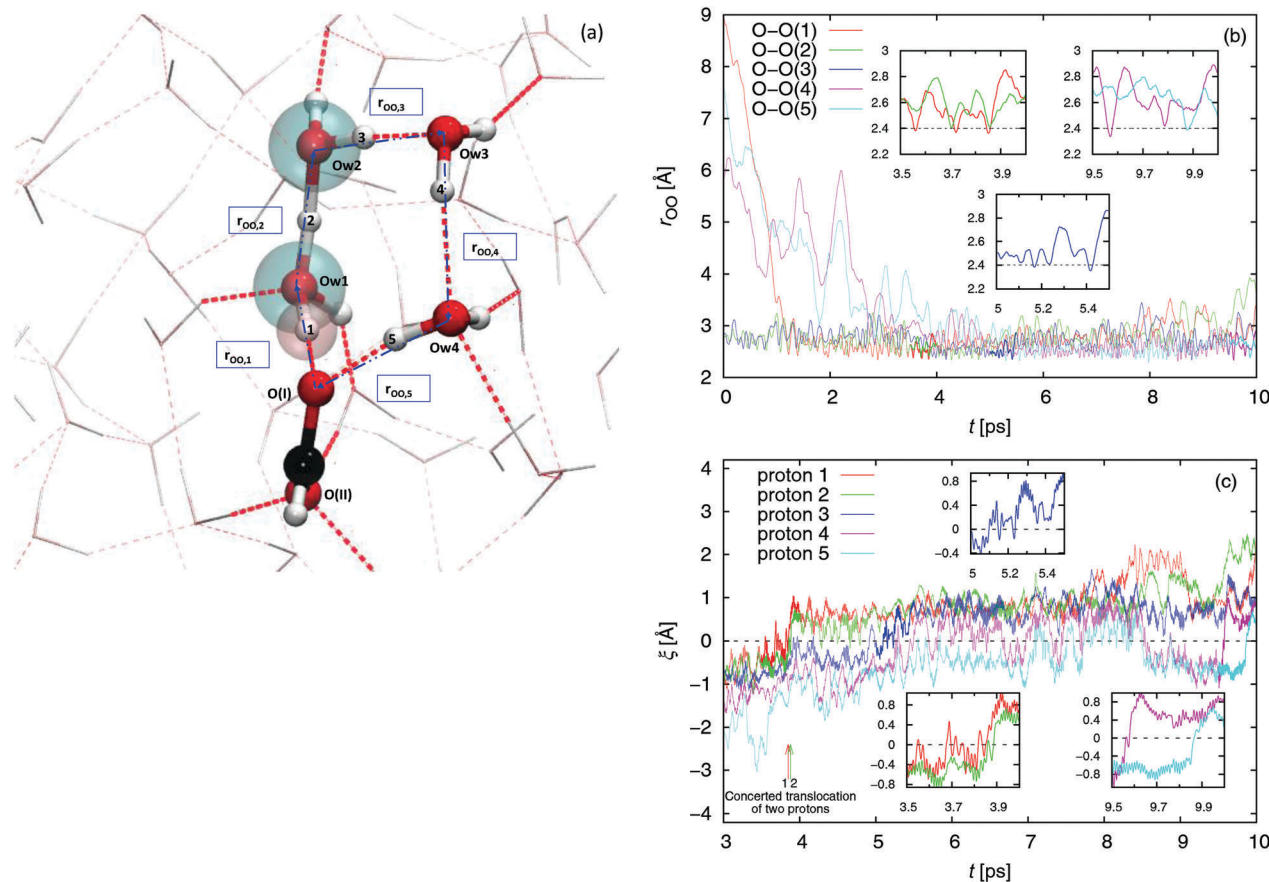 (a)
r_OO,3
3
Ow2
Ow3
4
2
r_OO,2
r_OO,4
Ow1
1
5
Ow4
r_OO,1
O(I)
r_OO,5
O(II)
(b)
O–O(1)
O–O(2)
O–O(3)
O–O(4)
O–O(5)
r_OO [Å]
9
8
7
6
5
4
3
2
0 2 4 6 8 10
t [ps]
3
2.8
2.6
2.4
2.2
3.5 3.7 3.9
3
2.8
2.6
2.4
2.2
9.5 9.7 9.9
3
2.8
2.6
2.4
2.2
5 5.2 5.4
(c)
proton 1
proton 2
proton 3
proton 4
proton 5
ξ [Å]
4
3
2
1
0
−1
−2
−3
−4
3 4 5 6 7 8 9 10
t [ps]
0.8
0.4
0
−0.4
5 5.2 5.4
1 2
Concerted translocation
of two protons
0.8
0.4
0
−0.4
−0.8
3.5 3.7 3.9
0.8
0.4
0
−0.4
−0.8
9.5 9.7 9.9